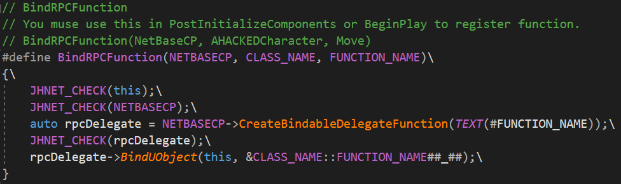 // BindRPCFunction
// You muse use this in PostInitializeComponents or BeginPlay to register function.
// BindRPCFunction(NetBaseCP, AHACKEDCharacter, Move)
#define BindRPCFunction(NETBASECP, CLASS_NAME, FUNCTION_NAME)\
{\
    JHNET_CHECK(this);\
    JHNET_CHECK(NETBASECP);\
    auto rpcDelegate = NETBASECP->CreateBindableDelegateFunction(TEXT(#FUNCTION_NAME));\
    JHNET_CHECK(rpcDelegate);\
    rpcDelegate->BindUObject(this, &CLASS_NAME::FUNCTION_NAME##_##);\
}